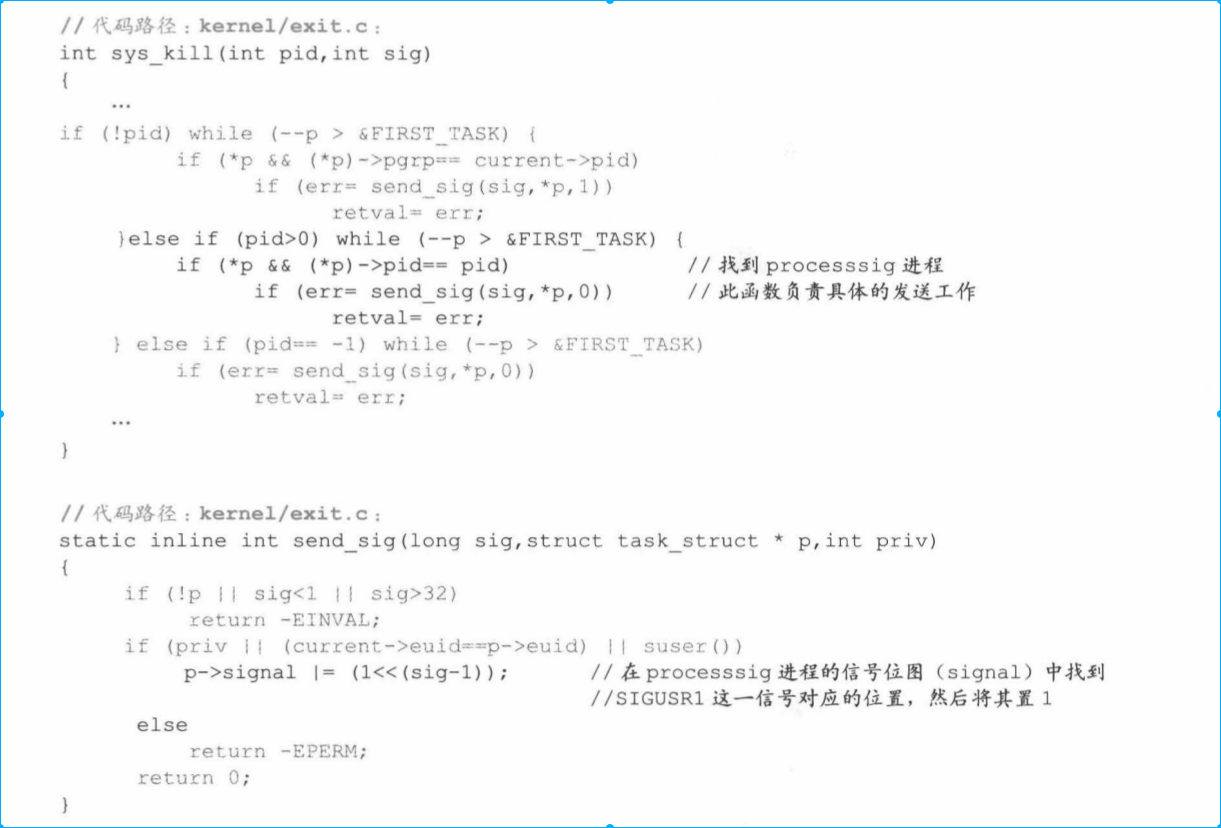 // 代码路径：kernel/exit.c：
int sys_kill(int pid,int sig)
{
…
if (!pid) while (--p > &FIRST_TASK) {
if (*p && (*p)->pgrp== current->pid)
if (err= send_sig(sig,*p,1))
retval= err;
}else if (pid>0) while (--p > &FIRST_TASK) {
if (*p && (*p)->pid== pid) // 找到 processsig 进程
if (err= send_sig(sig,*p,0)) // 此函数负责具体的发送工作
retval= err;
} else if (pid== -1) while (--p > &FIRST_TASK)
if (err= send_sig(sig,*p,0))
retval= err;
…
}
// 代码路径：kernel/exit.c：
static inline int send_sig(long sig,struct task_struct * p,int priv)
{
if (!p || sig<1 || sig>32)
return -EINVAL;
if (priv || (current->euid==p->euid) || suser())
p->signal |= (1<<(sig-1)); // 在 processsig 进程的信号位图（signal）中找到
//SIGUSR1 这一信号对应的位置，然后将其置 1
else
return -EPERM;
return 0;
}